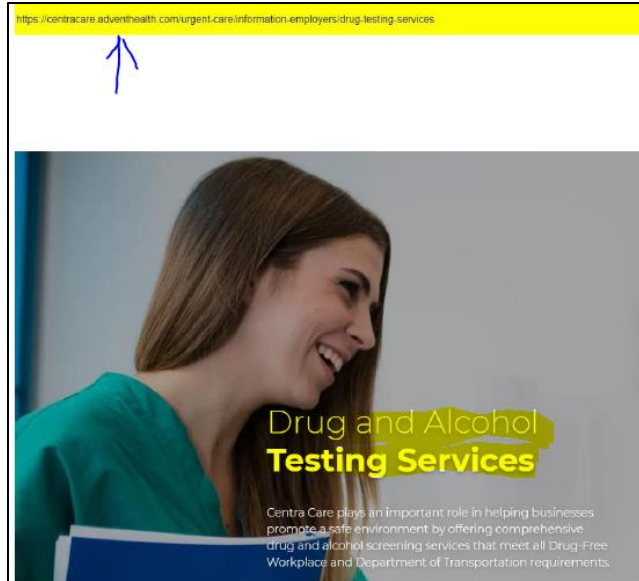 https://centracare.adventhealth.com/urgent-care/information-employers/drug-testing-services
Drug and Alcohol
Testing Services
Centra Care plays an important role in helping businesses
promote a safe environment by offering comprehensive
drug and alcohol screening services that meet all Drug-Free
Workplace and Department of Transportation requirements.